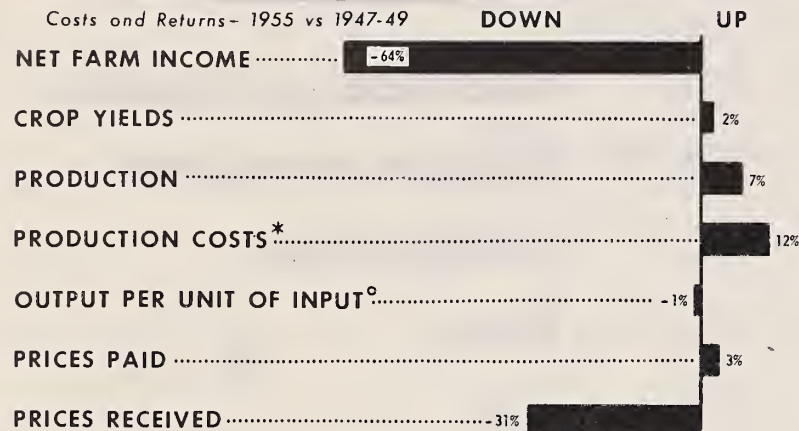 Costs and Returns- 1955 vs 1947-49 DOWN UP
NET FARM INCOME -64%
CROP YIELDS 2%
PRODUCTION 7%
PRODUCTION COSTS* 12%
OUTPUT PER UNIT OF INPUT° -1%
PRICES PAID 3%
PRICES RECEIVED -31%